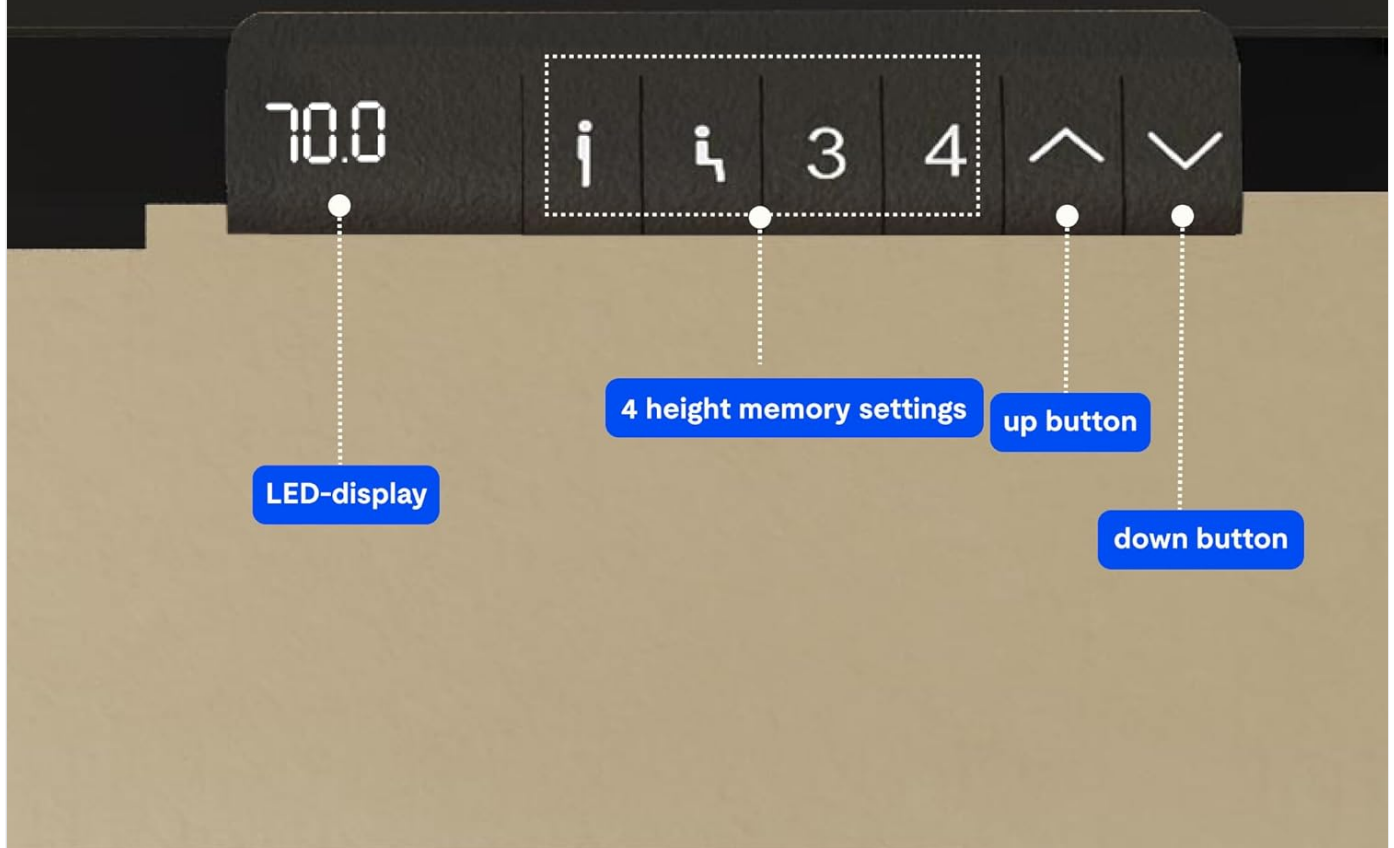 70.0
3
4
4 height memory settings
up button
LED-display
down button